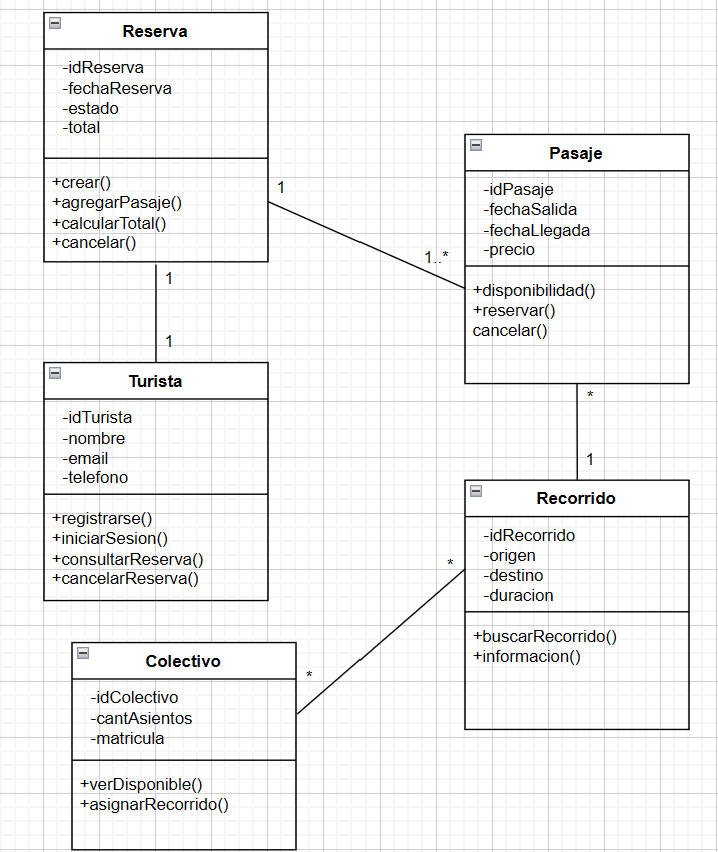 Reserva
-idReserva
-fechaReserva
-estado
-total
+crear()
+agregarPasaje()
+calcularTotal()
+cancelar()
1
1..*
Pasaje
-idPasaje
-fechaSalida
-fechaLlegada
-precio
+disponibilidad()
+reservar()
cancelar()
1
1
Turista
-idTurista
-nombre
-email
-telefono
+registrarse()
+iniciarSesion()
+consultarReserva()
+cancelarReserva()
*
1
Recorrido
-idRecorrido
-origen
-destino
-duracion
+buscarRecorrido()
+informacion()
*
*
Colectivo
-idColectivo
-cantAsientos
-matricula
+verDisponible()
+asignarRecorrido()